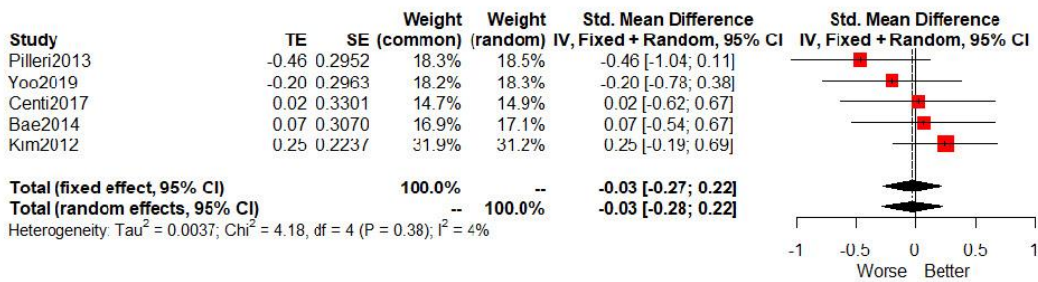 Weight Weight Std. Mean Difference Std. Mean Difference
Study TE SE (common) (random) IV, Fixed + Random, 95% CI IV, Fixed + Random, 95% CI
Pilleri2013 -0.46 0.2952 18.3% 18.5% -0.46 [-1.04; 0.11]
Yoo2019 -0.20 0.2963 18.2% 18.3% -0.20 [-0.78; 0.38]
Centi2017 0.02 0.3301 14.7% 14.9% 0.02 [-0.62; 0.67]
Bae2014 0.07 0.3070 16.9% 17.1% 0.07 [-0.54; 0.67]
Kim2012 0.25 0.2237 31.9% 31.2% 0.25 [-0.19; 0.69]
Total (fixed effect, 95% CI) 100.0% -- -0.03 [-0.27; 0.22]
Total (random effects, 95% CI) -- 100.0% -0.03 [-0.28; 0.22]
Heterogeneity: Tau² = 0.0037; Chi² = 4.18, df = 4 (P = 0.38); I² = 4%
-1 -0.5 0 0.5 1
Worse Better